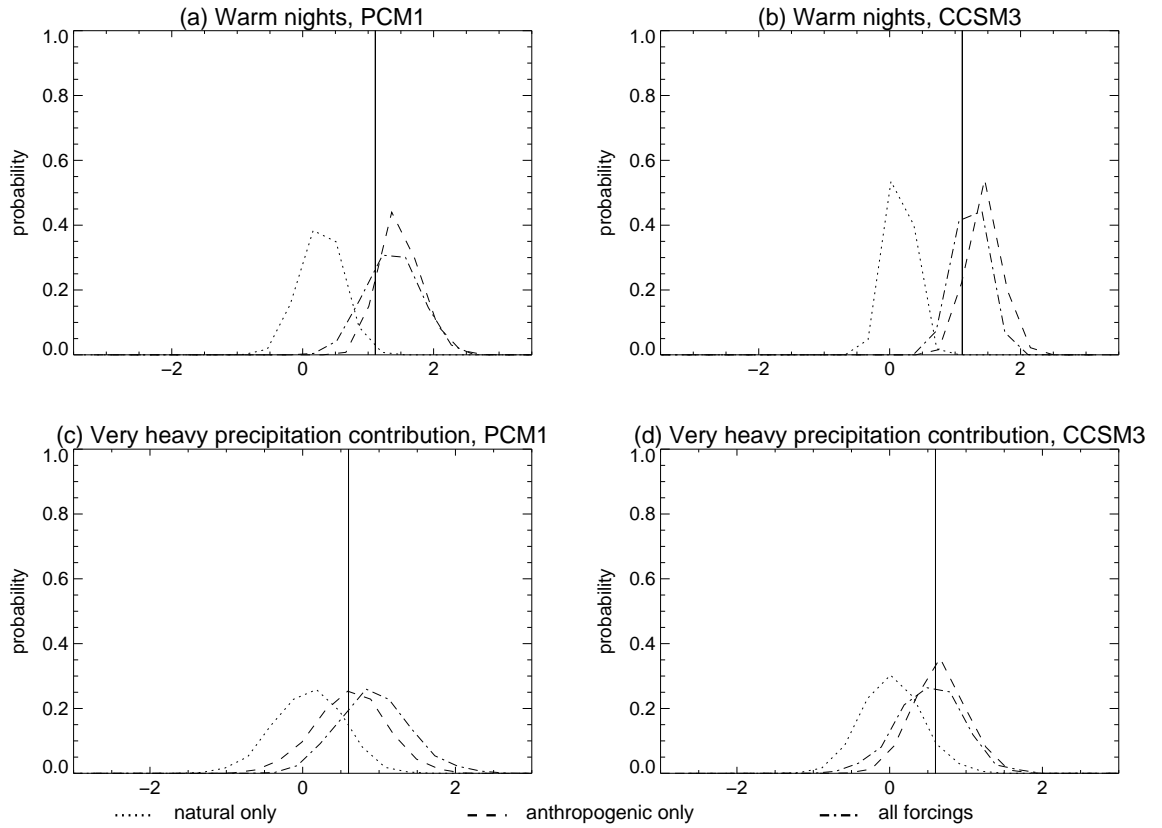 (a) Warm nights, PCM1
1.0
0.8
0.6
0.4
0.2
0.0
probability
−2 0 2
(b) Warm nights, CCSM3
1.0
0.8
0.6
0.4
0.2
0.0
probability
−2 0 2
(c) Very heavy precipitation contribution, PCM1
1.0
0.8
0.6
0.4
0.2
0.0
probability
−2 0 2
(d) Very heavy precipitation contribution, CCSM3
1.0
0.8
0.6
0.4
0.2
0.0
probability
−2 0 2
natural only anthropogenic only all forcings